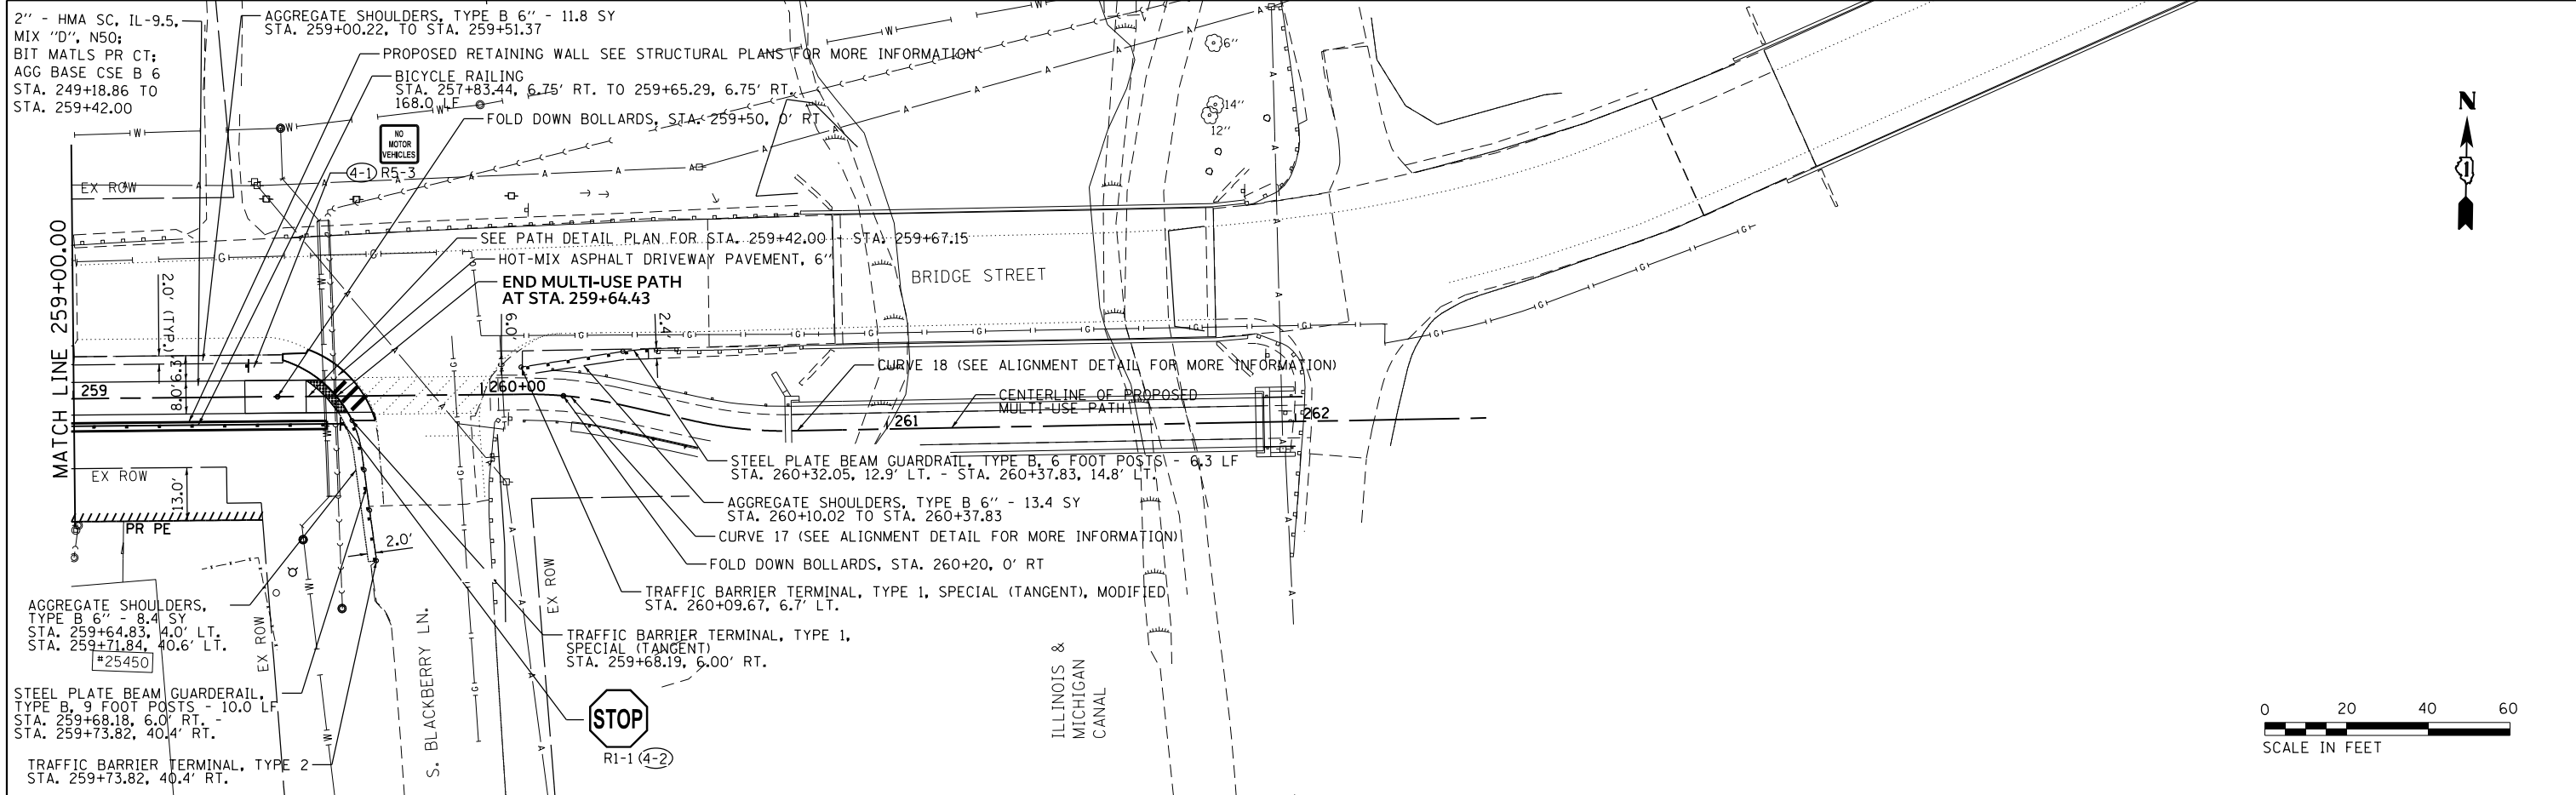 2" - HMA SC, IL-9.5,
MIX "D", N50;
BIT MATLS PR CT;
AGG BASE CSE B 6
STA. 249+18.86 TO
STA. 259+42.00
AGGREGATE SHOULDERS, TYPE B 6" - 11.8 SY
STA. 259+00.22, TO STA. 259+51.37
PROPOSED RETAINING WALL SEE STRUCTURAL PLANS FOR MORE INFORMATION
BICYCLE RAILING
STA. 257+83.44, 6.75' RT. TO 259+65.29, 6.75' RT.
168.0 LF
FOLD DOWN BOLLARDS, STA. 259+50, 0' RT
NO
MOTOR
VEHICLES
4-1 R5-3
EX ROW
6"
14"
12"
N
1
MATCH LINE 259+00.00
SEE PATH DETAIL PLAN FOR STA. 259+42.00 - STA. 259+67.15
HOT-MIX ASPHALT DRIVEWAY PAVEMENT, 6"
END MULTI-USE PATH
AT STA. 259+64.43
BRIDGE STREET
2.0' (TYP.)
8.0'
6.0'
2.4'
259
260+00
261
262
CURVE 18 (SEE ALIGNMENT DETAIL FOR MORE INFORMATION)
CENTERLINE OF PROPOSED
MULTI-USE PATH
STEEL PLATE BEAM GUARDRAIL, TYPE B, 6 FOOT POSTS - 6.3 LF
STA. 260+32.05, 12.9' LT. - STA. 260+37.83, 14.8' LT.
AGGREGATE SHOULDERS, TYPE B 6" - 13.4 SY
STA. 260+10.02 TO STA. 260+37.83
CURVE 17 (SEE ALIGNMENT DETAIL FOR MORE INFORMATION)
FOLD DOWN BOLLARDS, STA. 260+20, 0' RT
TRAFFIC BARRIER TERMINAL, TYPE 1, SPECIAL (TANGENT), MODIFIED
STA. 260+09.67, 6.7' LT.
TRAFFIC BARRIER TERMINAL, TYPE 1,
SPECIAL (TANGENT)
STA. 259+68.19, 6.00' RT.
EX ROW
13.0'
PR PE
2.0'
AGGREGATE SHOULDERS,
TYPE B 6" - 8.4 SY
STA. 259+64.83, 4.0' LT.
STA. 259+71.84, 40.6' LT.
#25450
STEEL PLATE BEAM GUARDERAIL,
TYPE B, 9 FOOT POSTS - 10.0 LF
STA. 259+68.18, 6.0' RT. -
STA. 259+73.82, 40.4' RT.
TRAFFIC BARRIER TERMINAL, TYPE 2
STA. 259+73.82, 40.4' RT.
EX ROW
S. BLACKBERRY LN.
EX ROW
STOP
R1-1 4-2
ILLINOIS &
MICHIGAN
CANAL
0 20 40 60
SCALE IN FEET